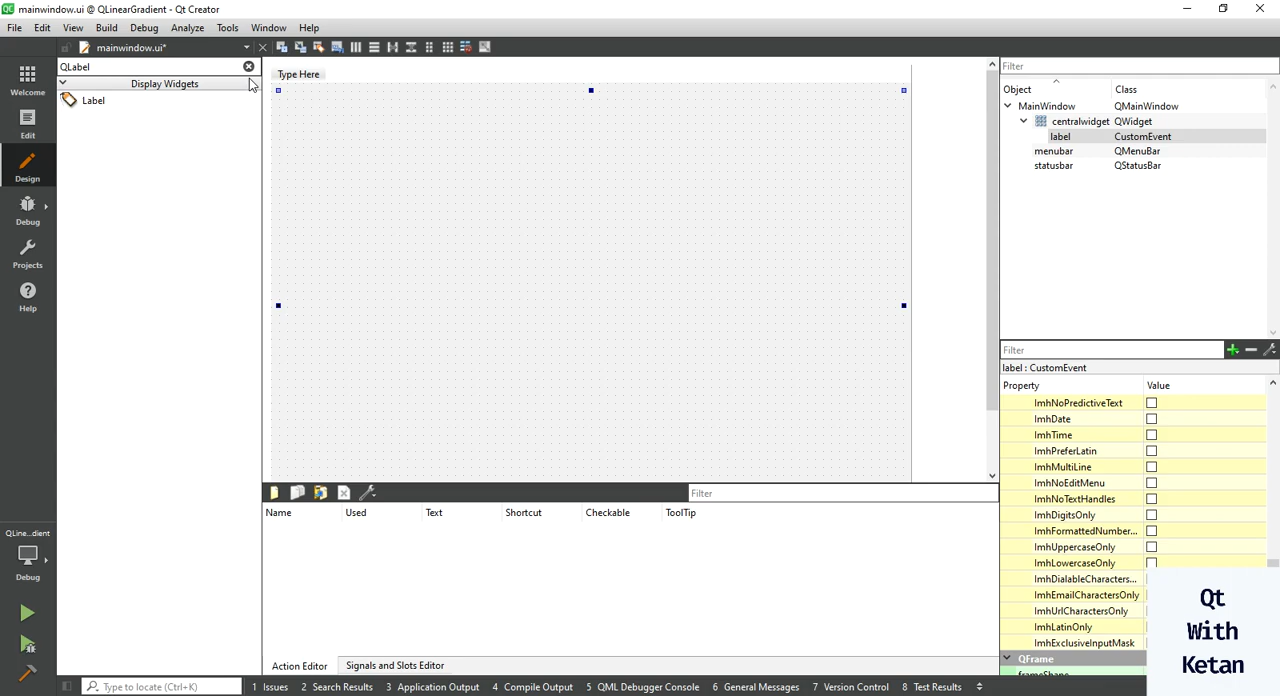 mainwindow.ui @ QLinearGradient - Qt Creator
File Edit View Build Debug Analyze Tools Window Help
mainwindow.ui*
QLabel
Display Widgets
Label
Welcome
Edit
Design
Debug
Projects
Help
QLine...dient
Debug
Type Here
Name Used Text Shortcut Checkable ToolTip
Filter
Action Editor Signals and Slots Editor
Filter
Object Class
MainWindow QMainWindow
centralwidget QWidget
label CustomEvent
menubar QMenuBar
statusbar QStatusBar
Filter
label : CustomEvent
Property Value
ImhNoPredictiveText
ImhDate
ImhTime
ImhPreferLatin
ImhMultiLine
ImhNoEditMenu
ImhNoTextHandles
ImhDigitsOnly
ImhFormattedNumber...
ImhUppercaseOnly
ImhLowercaseOnly
ImhDialableCharacters...
ImhEmailCharactersOnly
ImhUrlCharactersOnly
ImhLatinOnly
ImhExclusiveInputMask
QFrame
frameShape
Qt
With
Ketan
Type to locate (Ctrl+K) 1 Issues 2 Search Results 3 Application Output 4 Compile Output 5 QML Debugger Console 6 General Messages 7 Version Control 8 Test Results